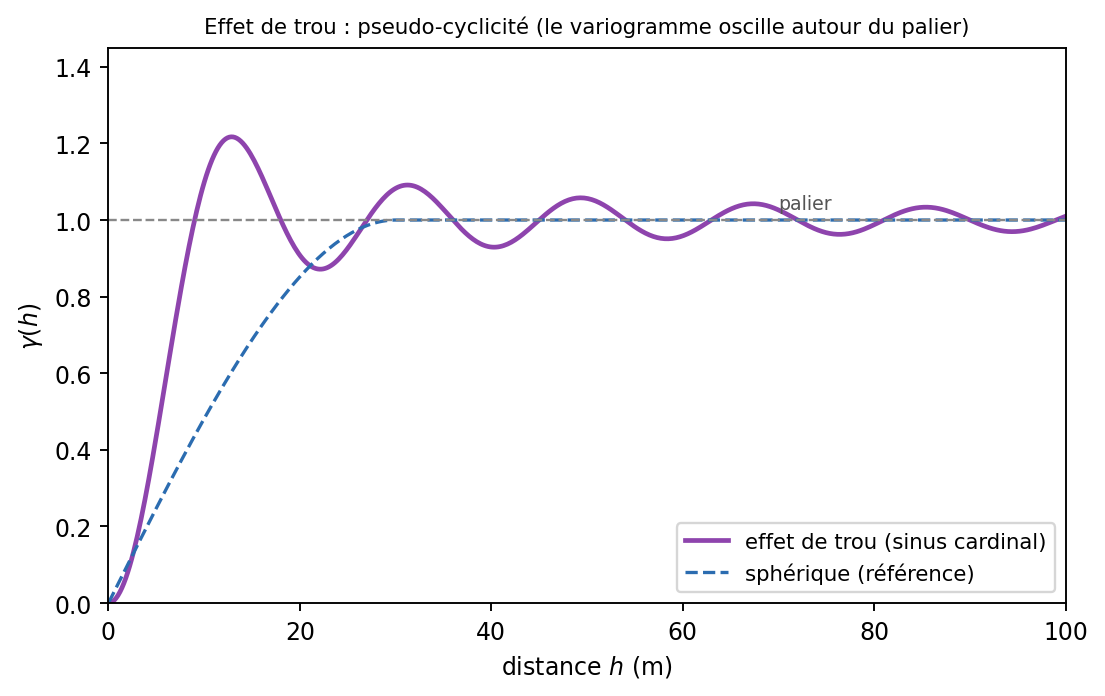 Effet de trou : pseudo-cyclicité (le variogramme oscille autour du palier)
1.4
1.2
1.0
0.8
0.6
0.4
0.2
0.0
γ(h)
palier
effet de trou (sinus cardinal)
sphérique (référence)
0 20 40 60 80 100
distance h (m)